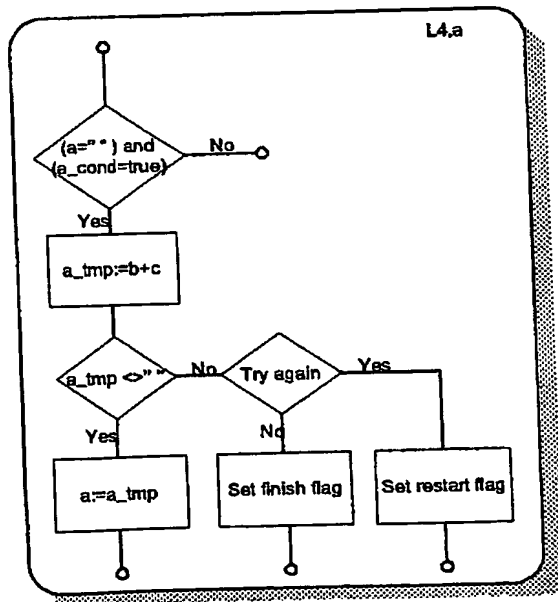 L4,a
(a=" ") and
(a_cond=true)
No
Yes
a_tmp:=b+c
a_tmp <>" "
No
Try again
Yes
Yes
No
a:=a_tmp
Set finish flag
Set restart flag